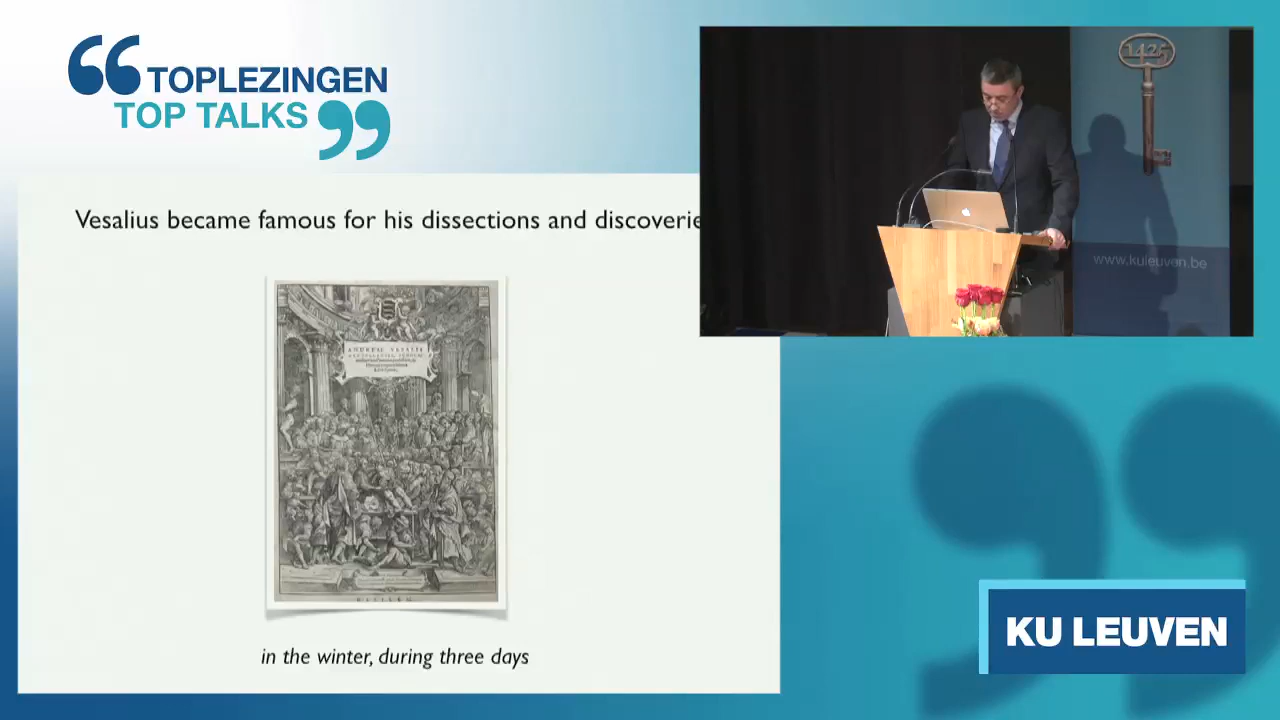 TOPLEZINGEN
TOP TALKS
1425
www.kuleuven.be
Vesalius became famous for his dissections and discoverie
in the winter, during three days
KU LEUVEN